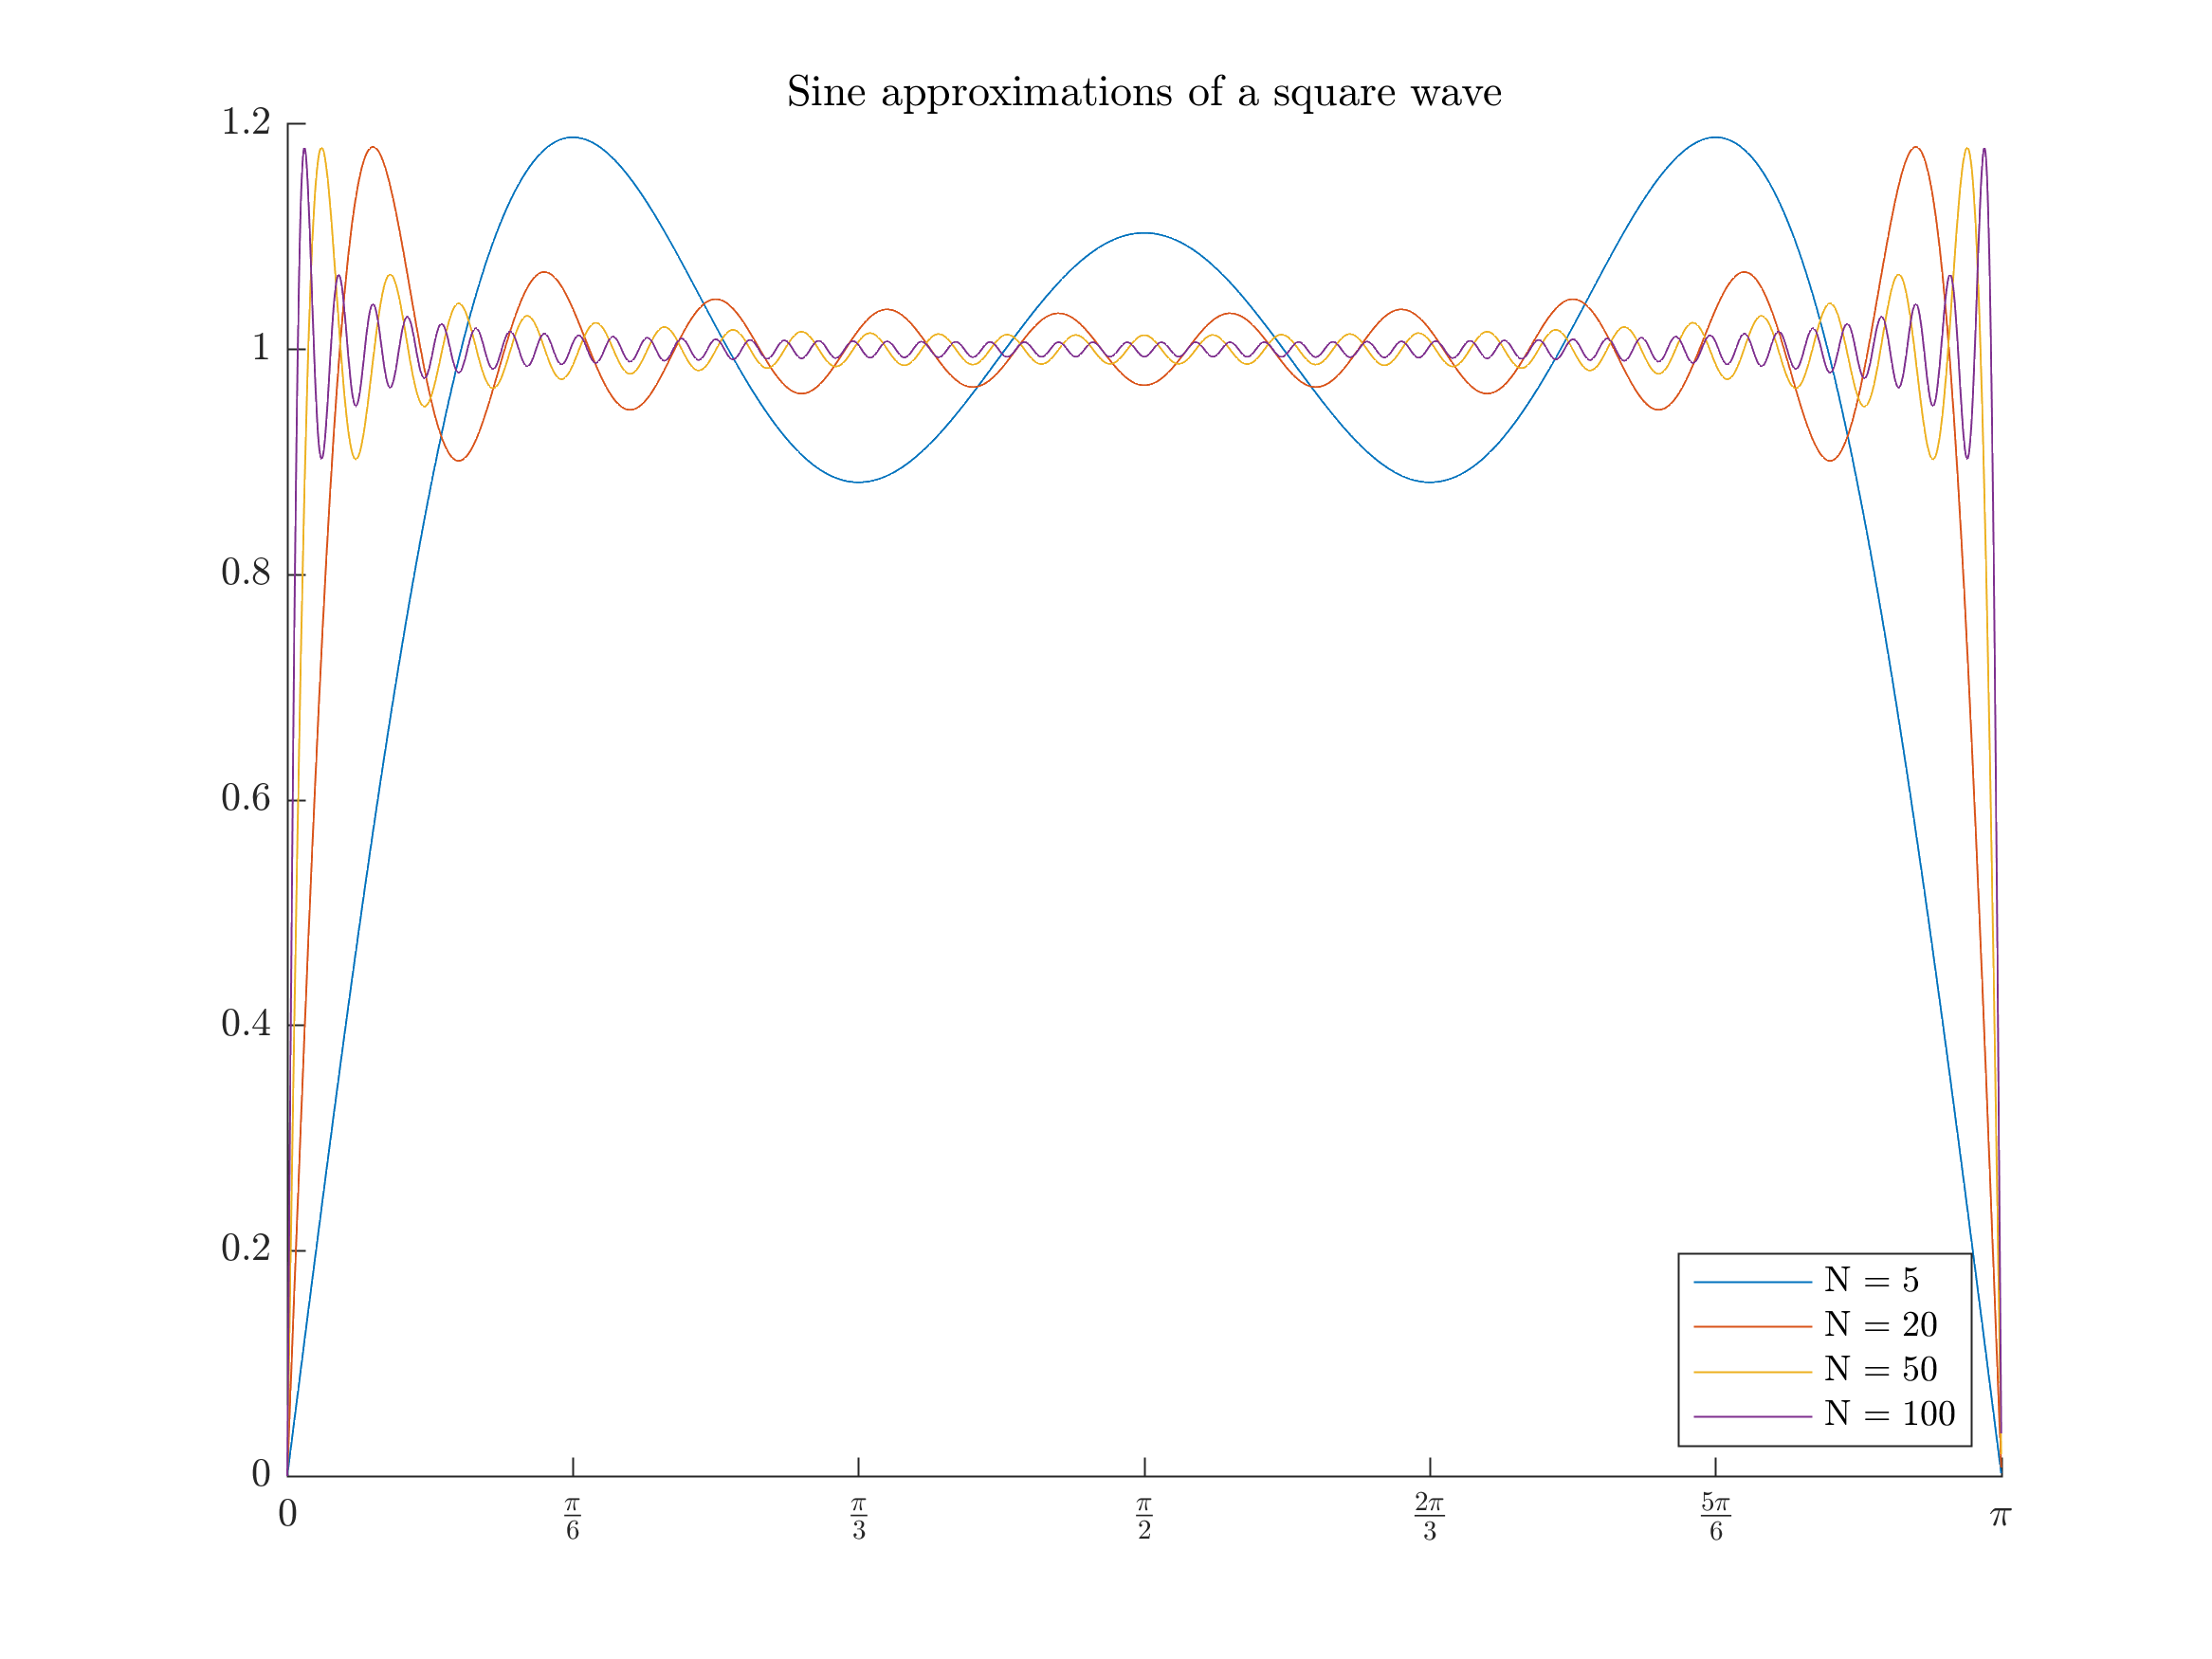 Sine approximations of a square wave
1.2
1
0.8
0.6
0.4
0.2
0
0 π/6 π/3 π/2 2π/3 5π/6 π
N = 5
N = 20
N = 50
N = 100